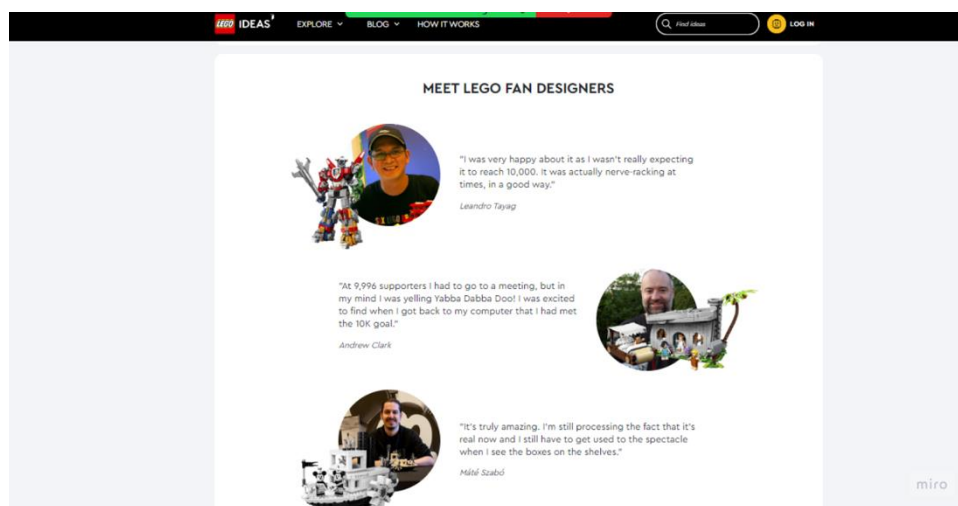 LEGO IDEAS EXPLORE BLOG HOW IT WORKS Find ideas LOG IN
MEET LEGO FAN DESIGNERS
"I was very happy about it as I wasn't really expecting
it to reach 10,000. It was actually nerve-racking at
times, in a good way."
Leandro Tayag
"At 9,996 supporters I had to go to a meeting, but in
my mind I was yelling Yabba Dabba Doo! I was excited
to find when I got back to my computer that I had met
the 10K goal."
Andrew Clark
"It's truly amazing. I'm still processing the fact that it's
real now and I still have to get used to the spectacle
when I see the boxes on the shelves."
Máté Szabó
miro